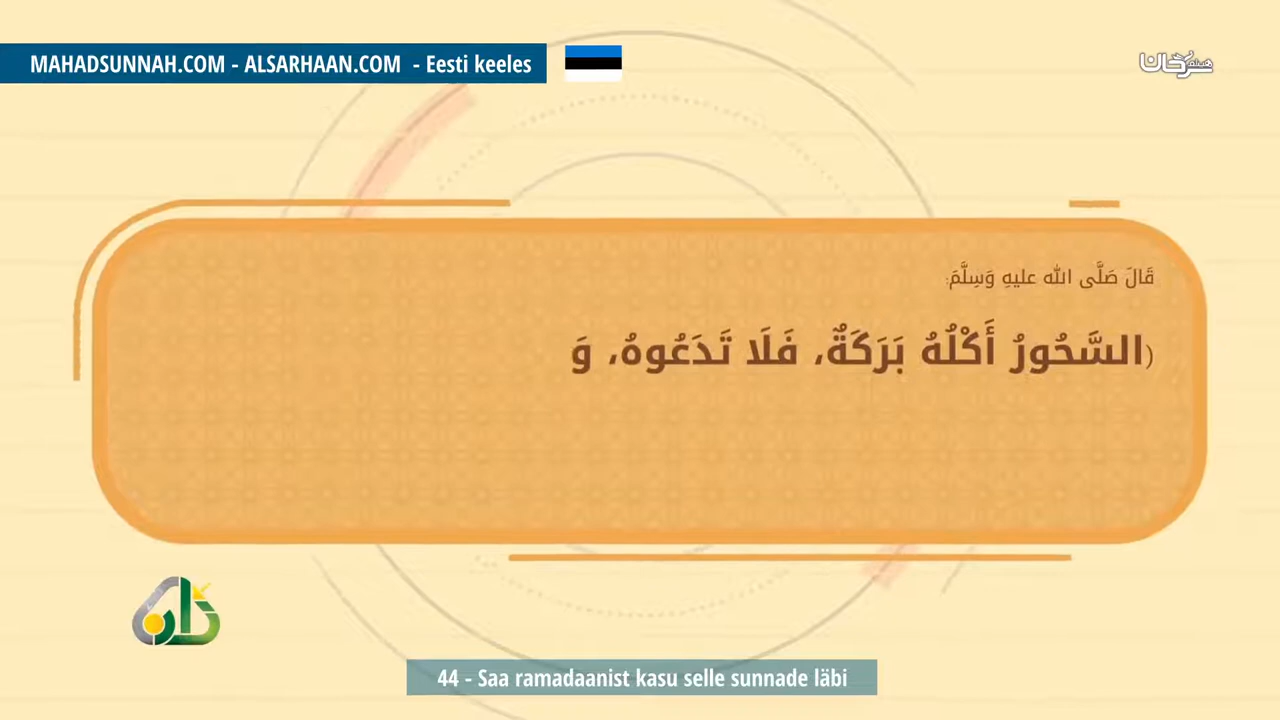 MAHADSUNNAH.COM - ALSARHAAN.COM - Eesti keeles
قَالَ صَلَّى الله عليهِ وَسِلَّمَ:
(السَّحُورُ أَكْلُهُ بَرَكَةٌ، فَلَا تَدَعُوهُ، وَ
44 - Saa ramadaanist kasu selle sunnade läbi